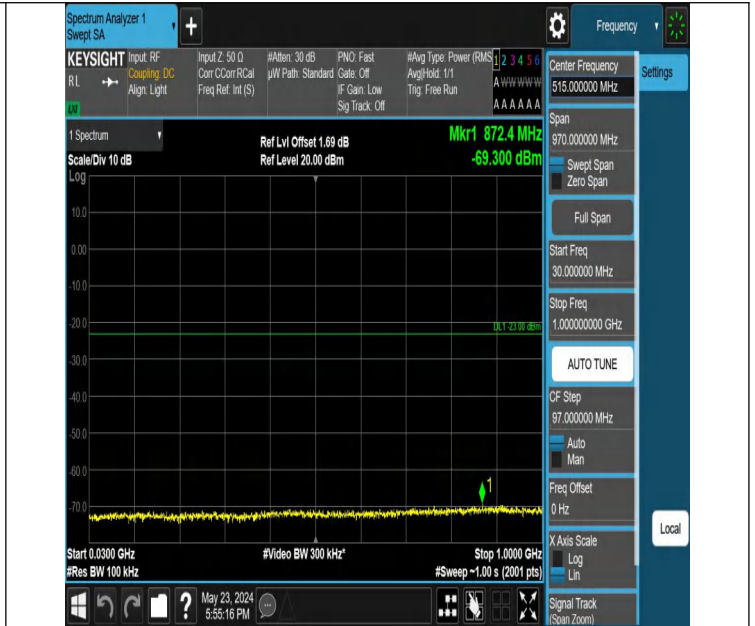 Spectrum Analyzer 1
Swept SA
+
Frequency
KEYSIGHT
RL
LXI
Input: RF
Coupling: DC
Align: Light
Input Z: 50 Ω
Corr CCorr RCal
Freq Ref: Int (S)
#Atten: 30 dB
µW Path: Standard
PNO: Fast
Gate: Off
IF Gain: Low
Sig Track: Off
#Avg Type: Power (RMS
Avg|Hold: 1/1
Trig: Free Run
1 2 3 4 5 6
A W W W W W
A A A A A A
1 Spectrum
Scale/Div 10 dB
Ref Lvl Offset 1.69 dB
Ref Level 20.00 dBm
Mkr1 872.4 MHz
-69.300 dBm
Log
10.0
0.00
-10.0
-20.0
DL1 -23.00 dBm
-30.0
-40.0
-50.0
-60.0
1
-70.0
Start 0.0300 GHz
#Res BW 100 kHz
#Video BW 300 kHz*
Stop 1.0000 GHz
#Sweep ~1.00 s (2001 pts)
Center Frequency
515.000000 MHz
Settings
Span
970.000000 MHz
Swept Span
Zero Span
Full Span
Start Freq
30.000000 MHz
Stop Freq
1.000000000 GHz
AUTO TUNE
CF Step
97.000000 MHz
Auto
Man
Freq Offset
0 Hz
Local
X Axis Scale
Log
Lin
Signal Track
(Span Zoom)
?
May 23, 2024
5:55:16 PM